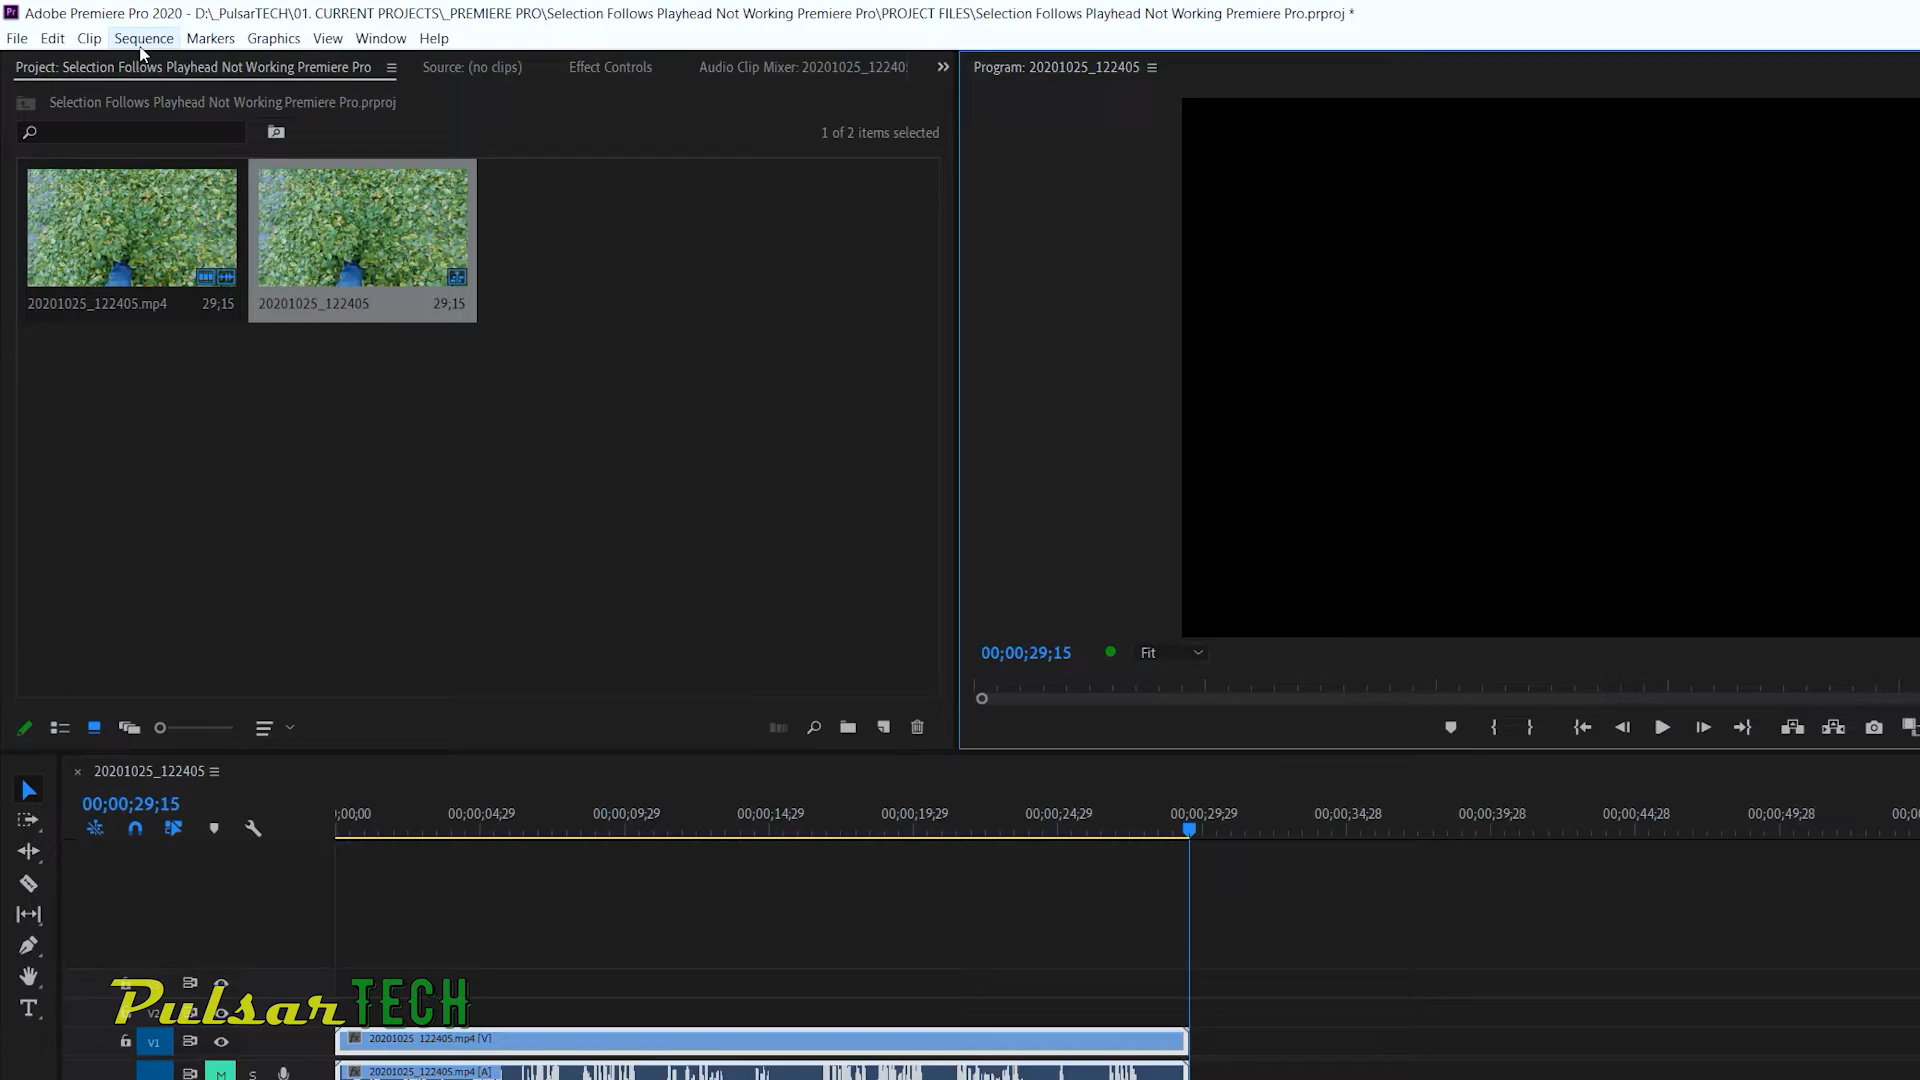 Adobe Premiere Pro 2020 - D:\_PulsarTECH\01. CURRENT PROJECTS\_PREMIERE PRO\Selection Follows Playhead Not Working Premiere Pro\PROJECT FILES\Selection Follows Playhead Not Working Premiere Pro.prproj *
File Edit Clip Sequence Markers Graphics View Window Help
Project: Selection Follows Playhead Not Working Premiere Pro
Source: (no clips)
Effect Controls
Audio Clip Mixer: 20201025_12240
Program: 20201025_122405
Selection Follows Playhead Not Working Premiere Pro.prproj
1 of 2 items selected
20201025_122405.mp4 29;15
20201025_122405 29;15
00;00;29;15
Fit
20201025_122405
00;00;29;15
;00;00 00;00;04;29 00;00;09;29 00;00;14;29 00;00;19;29 00;00;24;29 00;00;29;29 00;00;34;28 00;00;39;28 00;00;44;28 00;00;49;28 00;00
PulsarTECH
V2
V1
20201025_122405.mp4 [V]
M S
20201025_122405.mp4 [A]